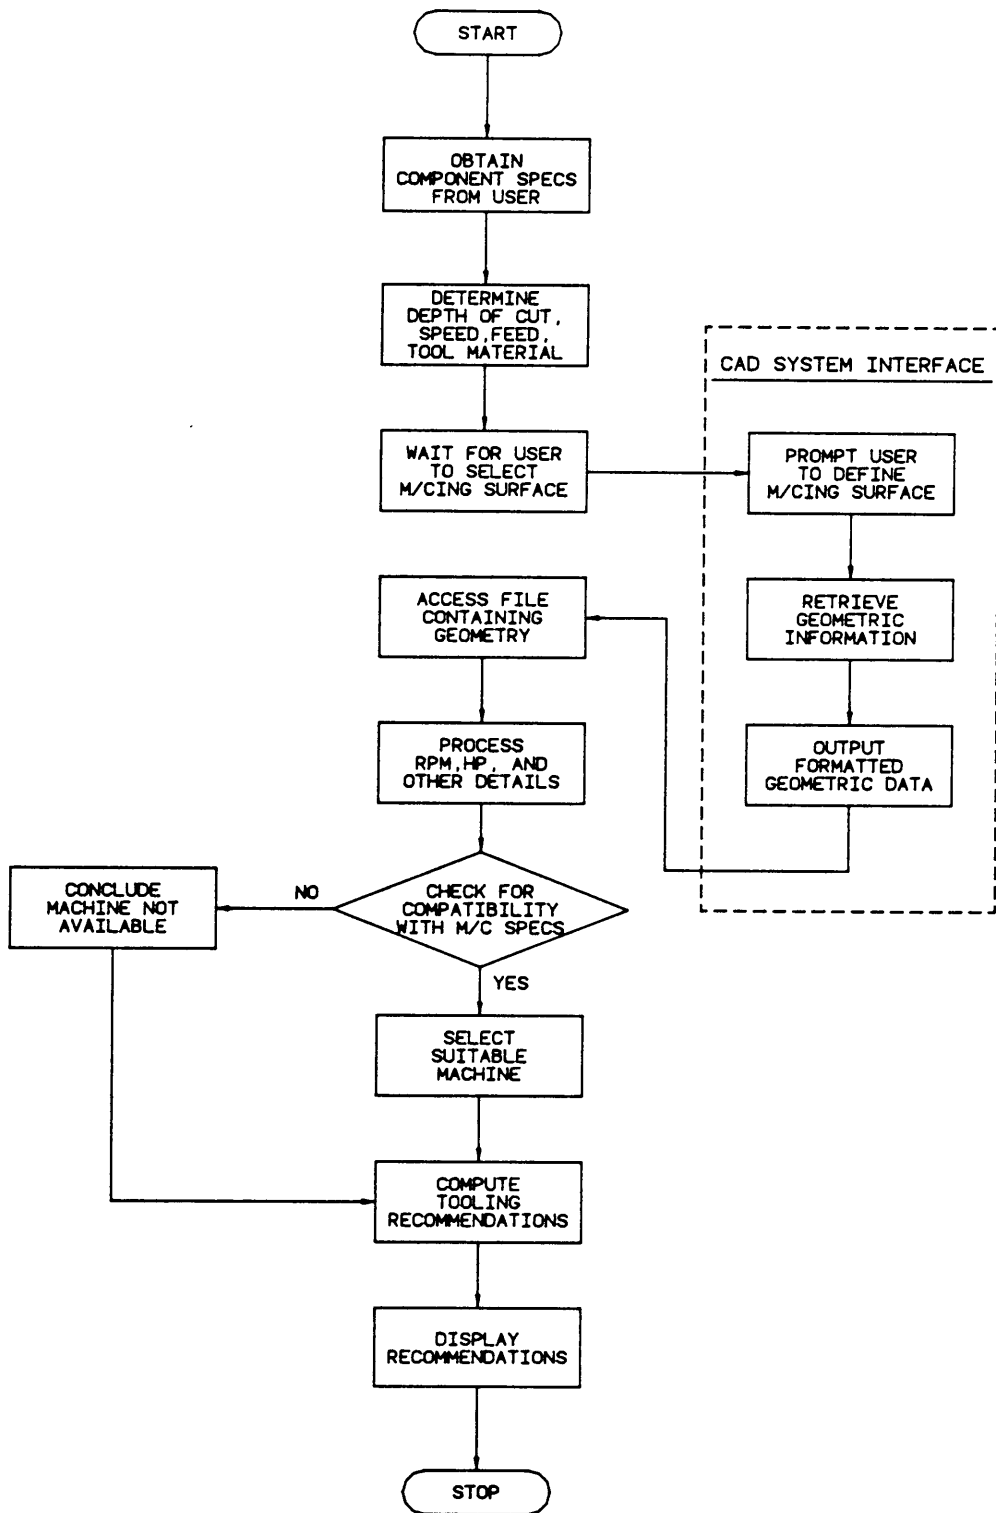 START
OBTAIN
COMPONENT SPECS
FROM USER
DETERMINE
DEPTH OF CUT,
SPEED,FEED,
TOOL MATERIAL
CAD SYSTEM INTERFACE
WAIT FOR USER
TO SELECT
M/CING SURFACE
PROMPT USER
TO DEFINE
M/CING SURFACE
RETRIEVE
GEOMETRIC
INFORMATION
OUTPUT
FORMATTED
GEOMETRIC DATA
ACCESS FILE
CONTAINING
GEOMETRY
PROCESS
RPM,HP, AND
OTHER DETAILS
CHECK FOR
COMPATIBILITY
WITH M/C SPECS
NO
CONCLUDE
MACHINE NOT
AVAILABLE
YES
SELECT
SUITABLE
MACHINE
COMPUTE
TOOLING
RECOMMENDATIONS
DISPLAY
RECOMMENDATIONS
STOP